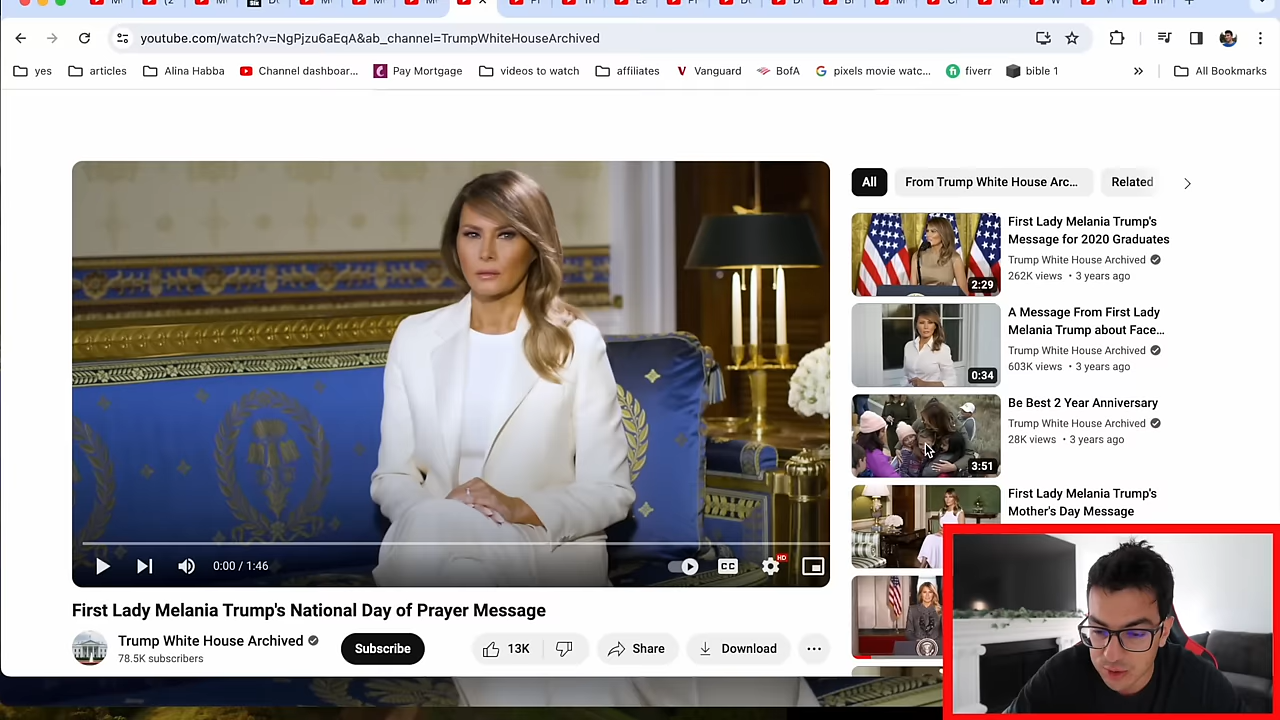 youtube.com/watch?v=NgPjzu6aEqA&ab_channel=TrumpWhiteHouseArchived
yes articles Alina Habba Channel dashboar... Pay Mortgage videos to watch affiliates Vanguard BofA pixels movie watc... fiverr bible 1 » All Bookmarks
All From Trump White House Arc... Related
First Lady Melania Trump's
Message for 2020 Graduates
Trump White House Archived
262K views • 3 years ago
2:29
A Message From First Lady
Melania Trump about Face...
Trump White House Archived
603K views • 3 years ago
0:34
Be Best 2 Year Anniversary
Trump White House Archived
28K views • 3 years ago
3:51
First Lady Melania Trump's
Mother's Day Message
0:00 / 1:46
CC
HD
First Lady Melania Trump's National Day of Prayer Message
Trump White House Archived
78.5K subscribers
Subscribe
13K
Share
Download